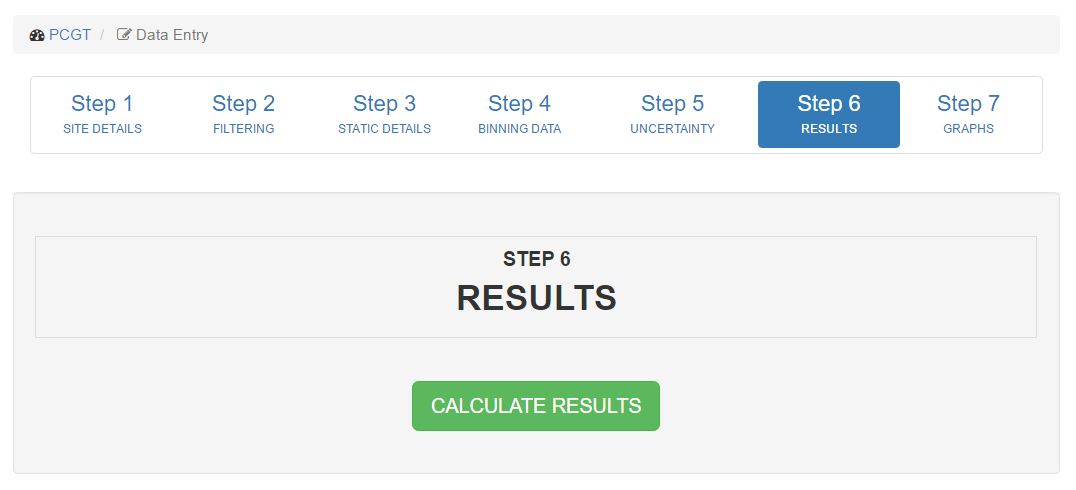 PCGT / Data Entry
Step 1 Step 2 Step 3 Step 4 Step 5 Step 6 Step 7
SITE DETAILS FILTERING STATIC DETAILS BINNING DATA UNCERTAINTY RESULTS GRAPHS
STEP 6
RESULTS
CALCULATE RESULTS